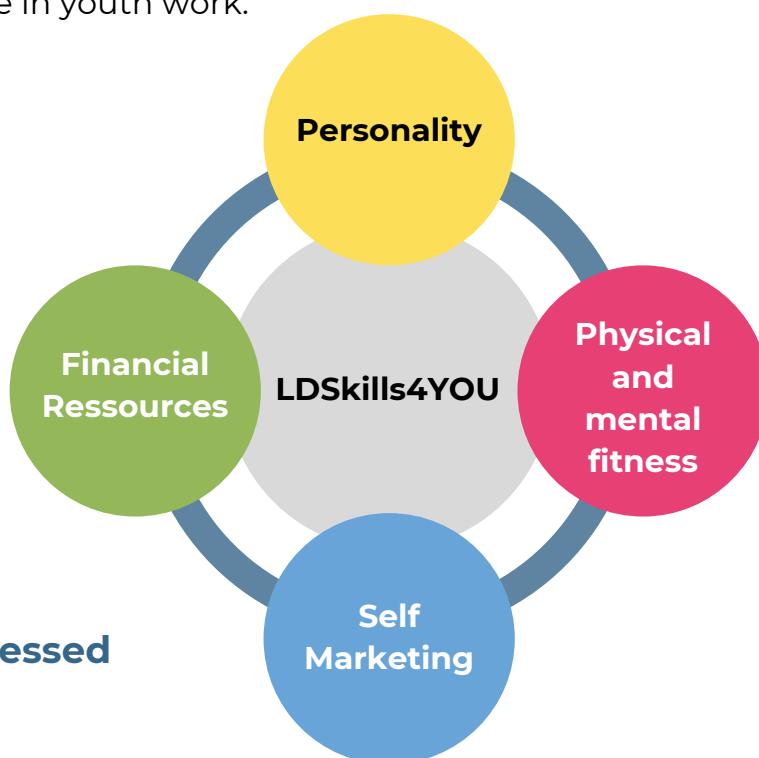 e in youth work.
Personality
Financial
Ressources
LDSkills4YOU
Physical
and
mental
fitness
Self
Marketing
essed